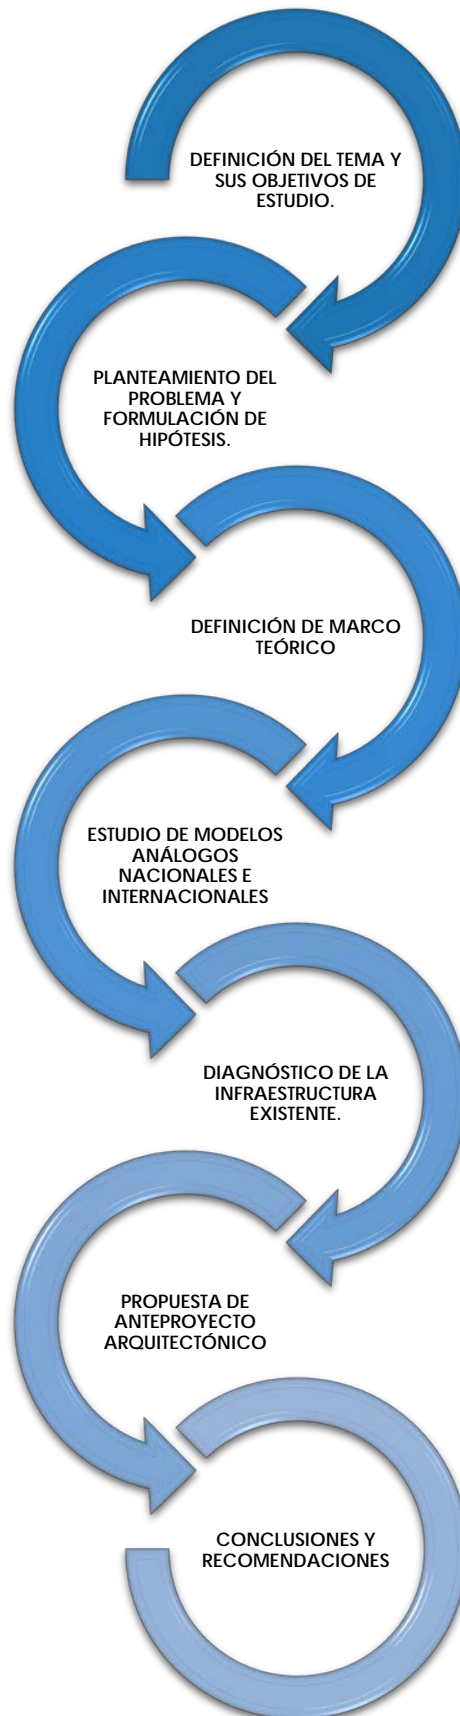 DEFINICIÓN DEL TEMA Y
SUS OBJETIVOS DE
ESTUDIO.
PLANTEAMIENTO DEL
PROBLEMA Y
FORMULACIÓN DE
HIPÓTESIS.
DEFINICIÓN DE MARCO
TEÓRICO
ESTUDIO DE MODELOS
ANÁLOGOS
NACIONALES E
INTERNACIONALES
DIAGNÓSTICO DE LA
INFRAESTRUCTURA
EXISTENTE.
PROPUESTA DE
ANTEPROYECTO
ARQUITECTÓNICO
CONCLUSIONES Y
RECOMENDACIONES